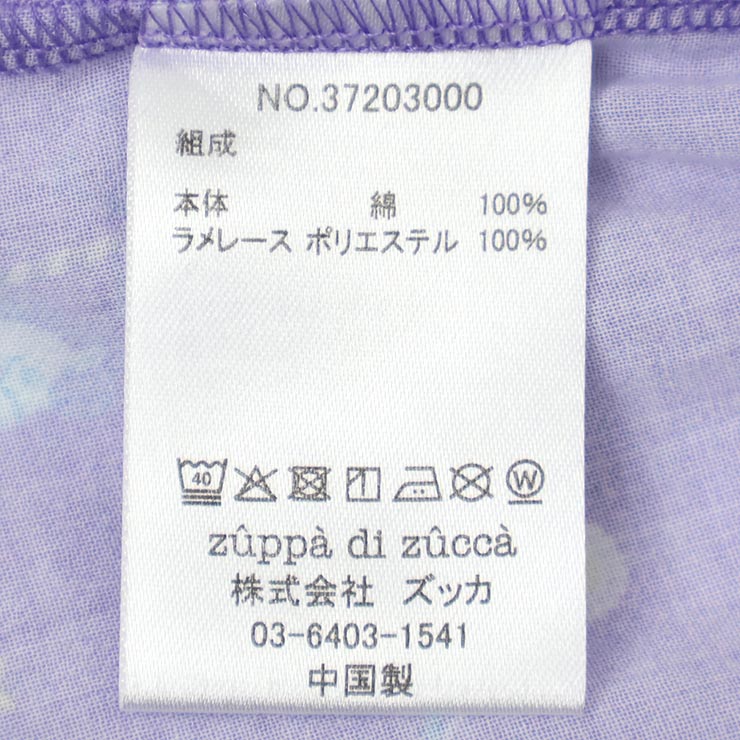 NO.37203000
組成
本体 綿 100%
ラメレース ポリエステル 100%
40 W
zûppà di zûccà
株式会社 ズッカ
03-6403-1541
中国製